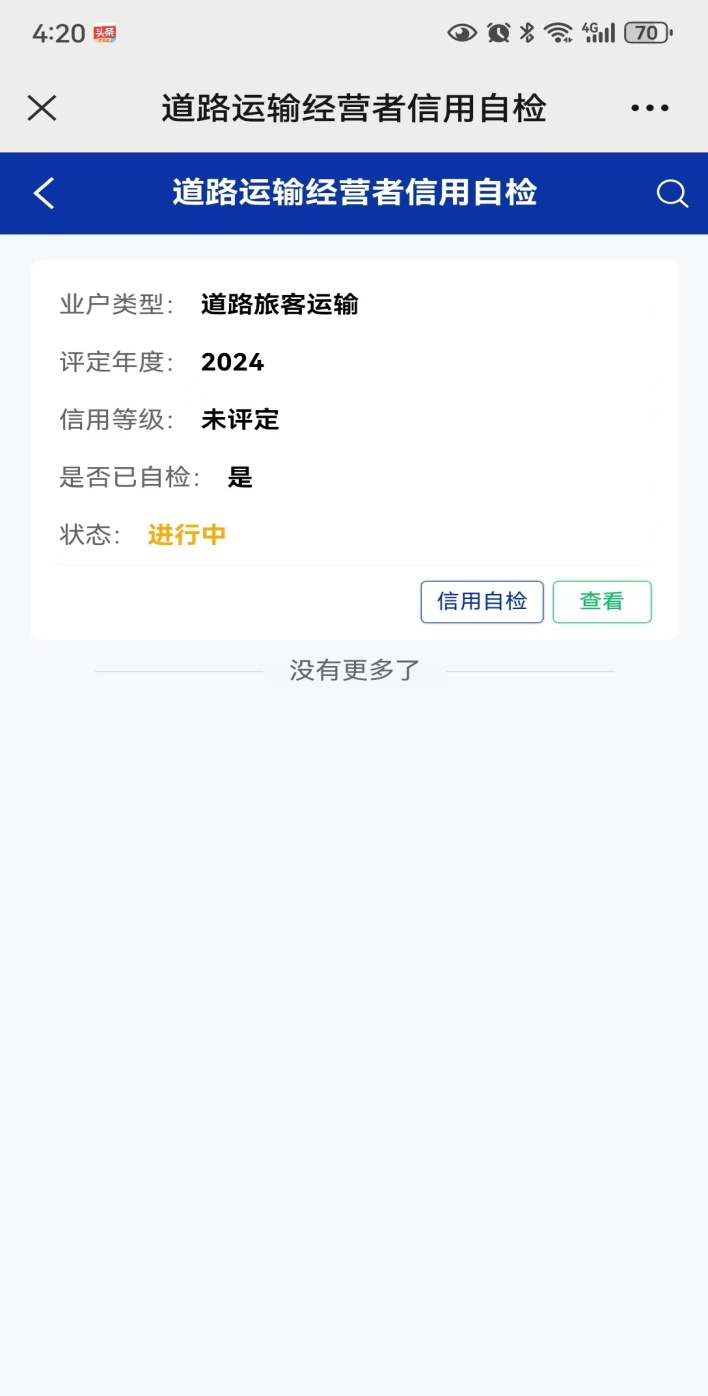 4:20 头条 4G 70
道路运输经营者信用自检
道路运输经营者信用自检
业户类型： 道路旅客运输
评定年度： 2024
信用等级： 未评定
是否已自检： 是
状态： 进行中
信用自检 查看
没有更多了